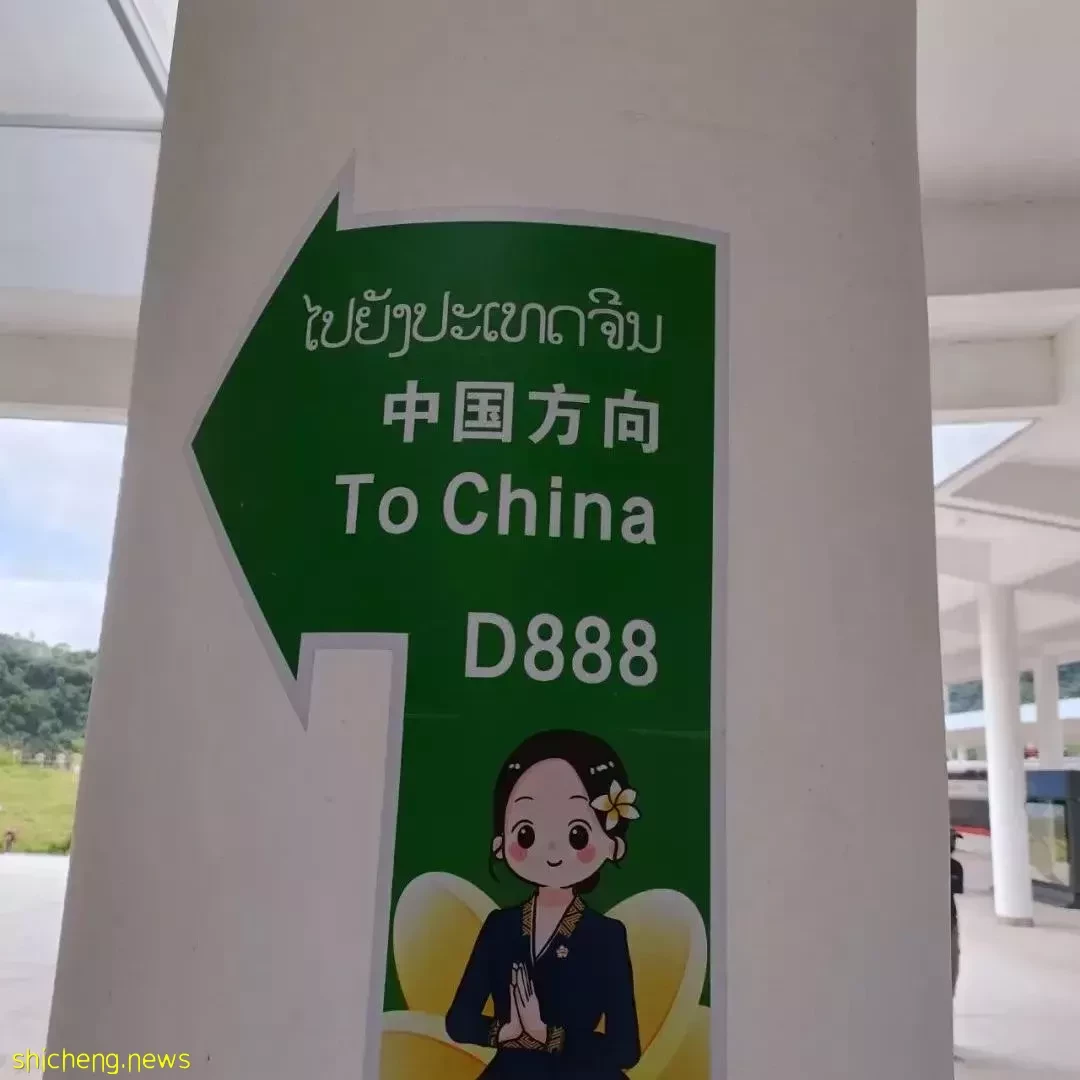 ໄປຍັງປະເທດຈີນ
中国方向
To China
D888
shicheng.news